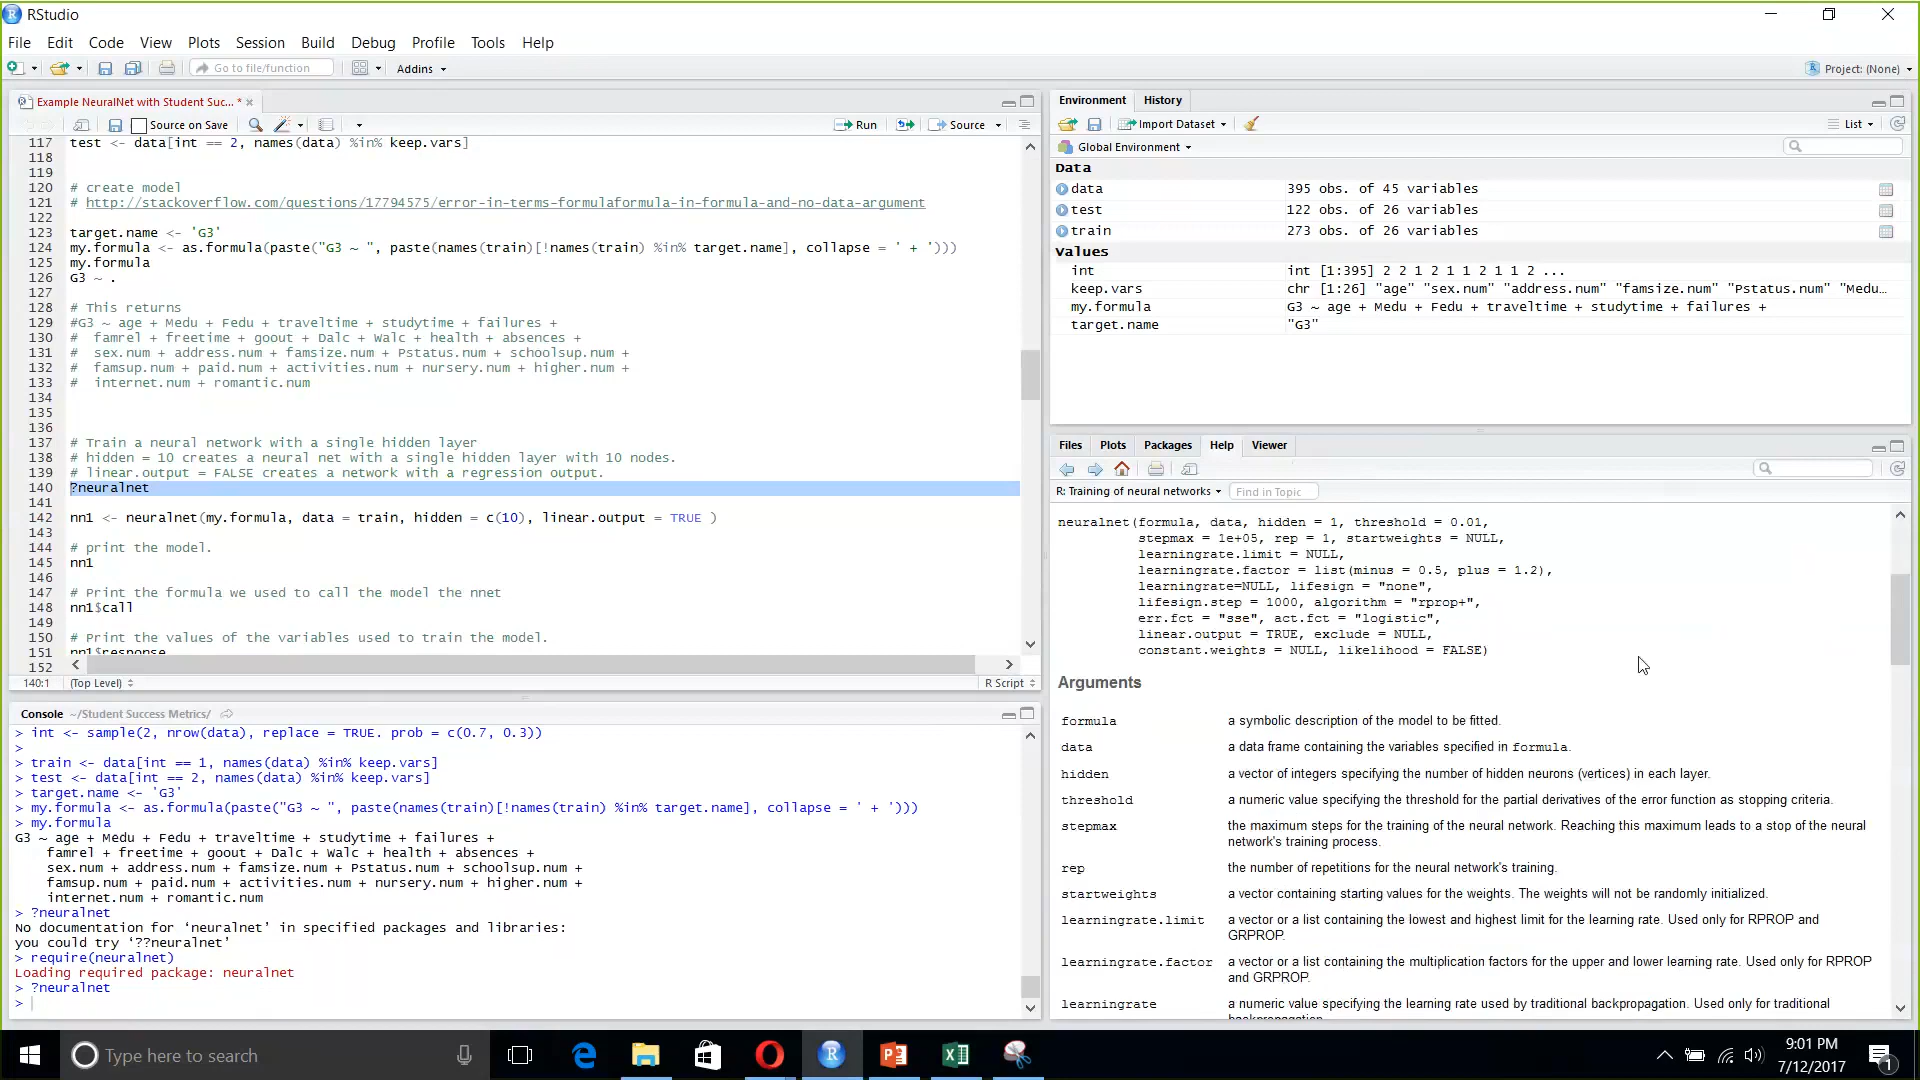 RStudio
File Edit Code View Plots Session Build Debug Profile Tools Help
Go to file/function Addins Project: (None)
Example NeuralNet with Student Suc... *
Source on Save Run Source
117 test <- data[int == 2, names(data) %in% keep.vars]
118
119
120 # create model
121 # http://stackoverflow.com/questions/17794575/error-in-terms-formulaformula-in-formula-and-no-data-argument
122
123 target.name <- 'G3'
124 my.formula <- as.formula(paste("G3 ~ ", paste(names(train)[!names(train) %in% target.name], collapse = ' + ')))
125 my.formula
126 G3 ~ .
127
128 # This returns
129 #G3 ~ age + Medu + Fedu + traveltime + studytime + failures +
130 #  famrel + freetime + goout + Dalc + Walc + health + absences +
131 #  sex.num + address.num + famsize.num + Pstatus.num + schoolsup.num +
132 #  famsup.num + paid.num + activities.num + nursery.num + higher.num +
133 #  internet.num + romantic.num
134
135
136
137 # Train a neural network with a single hidden layer
138 # hidden = 10 creates a neural net with a single hidden layer with 10 nodes.
139 # linear.output = FALSE creates a network with a regression output.
140 ?neuralnet
141
142 nn1 <- neuralnet(my.formula, data = train, hidden = c(10), linear.output = TRUE )
143
144 # print the model.
145 nn1
146
147 # Print the formula we used to call the model the nnet
148 nn1$call
149
150 # Print the values of the variables used to train the model.
151 nn1$response
152
140:1 (Top Level) R Script
Console ~/Student Success Metrics/
> int <- sample(2, nrow(data), replace = TRUE. prob = c(0.7, 0.3))
>
> train <- data[int == 1, names(data) %in% keep.vars]
> test <- data[int == 2, names(data) %in% keep.vars]
> target.name <- 'G3'
> my.formula <- as.formula(paste("G3 ~ ", paste(names(train)[!names(train) %in% target.name], collapse = ' + ')))
> my.formula
G3 ~ age + Medu + Fedu + traveltime + studytime + failures +
famrel + freetime + goout + Dalc + Walc + health + absences +
sex.num + address.num + famsize.num + Pstatus.num + schoolsup.num +
famsup.num + paid.num + activities.num + nursery.num + higher.num +
internet.num + romantic.num
> ?neuralnet
No documentation for ‘neuralnet’ in specified packages and libraries:
you could try ‘??neuralnet’
> require(neuralnet)
Loading required package: neuralnet
> ?neuralnet
>
Environment History
Import Dataset List
Global Environment
Data
data 395 obs. of 45 variables
test 122 obs. of 26 variables
train 273 obs. of 26 variables
Values
int int [1:395] 2 2 1 2 1 1 2 1 1 2 ...
keep.vars chr [1:26] "age" "sex.num" "address.num" "famsize.num" "Pstatus.num" "Medu…
my.formula G3 ~ age + Medu + Fedu + traveltime + studytime + failures +
target.name "G3"
Files Plots Packages Help Viewer
R: Training of neural networks Find in Topic
neuralnet(formula, data, hidden = 1, threshold = 0.01,
stepmax = 1e+05, rep = 1, startweights = NULL,
learningrate.limit = NULL,
learningrate.factor = list(minus = 0.5, plus = 1.2),
learningrate=NULL, lifesign = "none",
lifesign.step = 1000, algorithm = "rprop+",
err.fct = "sse", act.fct = "logistic",
linear.output = TRUE, exclude = NULL,
constant.weights = NULL, likelihood = FALSE)
Arguments
formula a symbolic description of the model to be fitted.
data a data frame containing the variables specified in formula.
hidden a vector of integers specifying the number of hidden neurons (vertices) in each layer.
threshold a numeric value specifying the threshold for the partial derivatives of the error function as stopping criteria.
stepmax the maximum steps for the training of the neural network. Reaching this maximum leads to a stop of the neural
network's training process.
rep the number of repetitions for the neural network's training.
startweights a vector containing starting values for the weights. The weights will not be randomly initialized.
learningrate.limit a vector or a list containing the lowest and highest limit for the learning rate. Used only for RPROP and
GRPROP.
learningrate.factor a vector or a list containing the multiplication factors for the upper and lower learning rate. Used only for RPROP
and GRPROP.
learningrate a numeric value specifying the learning rate used by traditional backpropagation. Used only for traditional
backpropagation.
Type here to search
9:01 PM
7/12/2017
1